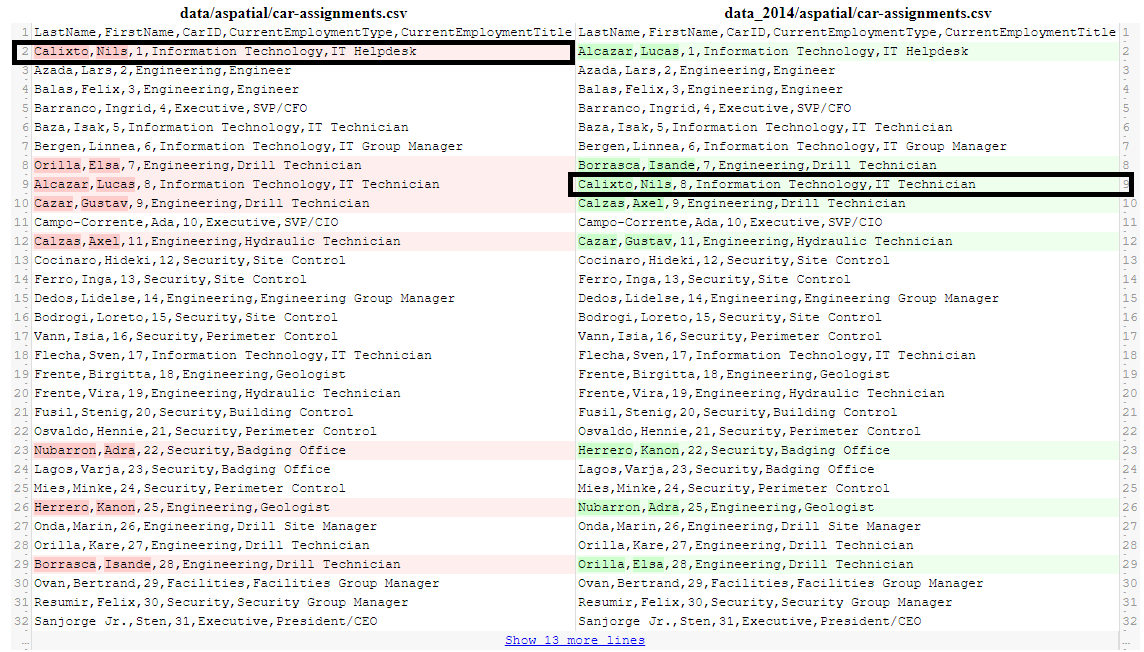 data/aspatial/car-assignments.csv
1 LastName,FirstName,CarID,CurrentEmploymentType,CurrentEmploymentTitle
2 Calixto,Nils,1,Information Technology,IT Helpdesk
3 Azada,Lars,2,Engineering,Engineer
4 Balas,Felix,3,Engineering,Engineer
5 Barranco,Ingrid,4,Executive,SVP/CFO
6 Baza,Isak,5,Information Technology,IT Technician
7 Bergen,Linnea,6,Information Technology,IT Group Manager
8 Orilla,Elsa,7,Engineering,Drill Technician
9 Alcazar,Lucas,8,Information Technology,IT Technician
10 Cazar,Gustav,9,Engineering,Drill Technician
11 Campo-Corrente,Ada,10,Executive,SVP/CIO
12 Calzas,Axel,11,Engineering,Hydraulic Technician
13 Cocinaro,Hideki,12,Security,Site Control
14 Ferro,Inga,13,Security,Site Control
15 Dedos,Lidelse,14,Engineering,Engineering Group Manager
16 Bodrogi,Loreto,15,Security,Site Control
17 Vann,Isia,16,Security,Perimeter Control
18 Flecha,Sven,17,Information Technology,IT Technician
19 Frente,Birgitta,18,Engineering,Geologist
20 Frente,Vira,19,Engineering,Hydraulic Technician
21 Fusil,Stenig,20,Security,Building Control
22 Osvaldo,Hennie,21,Security,Perimeter Control
23 Nubarron,Adra,22,Security,Badging Office
24 Lagos,Varja,23,Security,Badging Office
25 Mies,Minke,24,Security,Perimeter Control
26 Herrero,Kanon,25,Engineering,Geologist
27 Onda,Marin,26,Engineering,Drill Site Manager
28 Orilla,Kare,27,Engineering,Drill Technician
29 Borrasca,Isande,28,Engineering,Drill Technician
30 Ovan,Bertrand,29,Facilities,Facilities Group Manager
31 Resumir,Felix,30,Security,Security Group Manager
32 Sanjorge Jr.,Sten,31,Executive,President/CEO
data_2014/aspatial/car-assignments.csv
LastName,FirstName,CarID,CurrentEmploymentType,CurrentEmploymentTitle 1
Alcazar,Lucas,1,Information Technology,IT Helpdesk 2
Azada,Lars,2,Engineering,Engineer 3
Balas,Felix,3,Engineering,Engineer 4
Barranco,Ingrid,4,Executive,SVP/CFO 5
Baza,Isak,5,Information Technology,IT Technician 6
Bergen,Linnea,6,Information Technology,IT Group Manager 7
Borrasca,Isande,7,Engineering,Drill Technician 8
Calixto,Nils,8,Information Technology,IT Technician 9
Calzas,Axel,9,Engineering,Drill Technician 10
Campo-Corrente,Ada,10,Executive,SVP/CIO 11
Cazar,Gustav,11,Engineering,Hydraulic Technician 12
Cocinaro,Hideki,12,Security,Site Control 13
Ferro,Inga,13,Security,Site Control 14
Dedos,Lidelse,14,Engineering,Engineering Group Manager 15
Bodrogi,Loreto,15,Security,Site Control 16
Vann,Isia,16,Security,Perimeter Control 17
Flecha,Sven,17,Information Technology,IT Technician 18
Frente,Birgitta,18,Engineering,Geologist 19
Frente,Vira,19,Engineering,Hydraulic Technician 20
Fusil,Stenig,20,Security,Building Control 21
Osvaldo,Hennie,21,Security,Perimeter Control 22
Herrero,Kanon,22,Security,Badging Office 23
Lagos,Varja,23,Security,Badging Office 24
Mies,Minke,24,Security,Perimeter Control 25
Nubarron,Adra,25,Engineering,Geologist 26
Onda,Marin,26,Engineering,Drill Site Manager 27
Orilla,Kare,27,Engineering,Drill Technician 28
Orilla,Elsa,28,Engineering,Drill Technician 29
Ovan,Bertrand,29,Facilities,Facilities Group Manager 30
Resumir,Felix,30,Security,Security Group Manager 31
Sanjorge Jr.,Sten,31,Executive,President/CEO 32
... Show 13 more lines ...